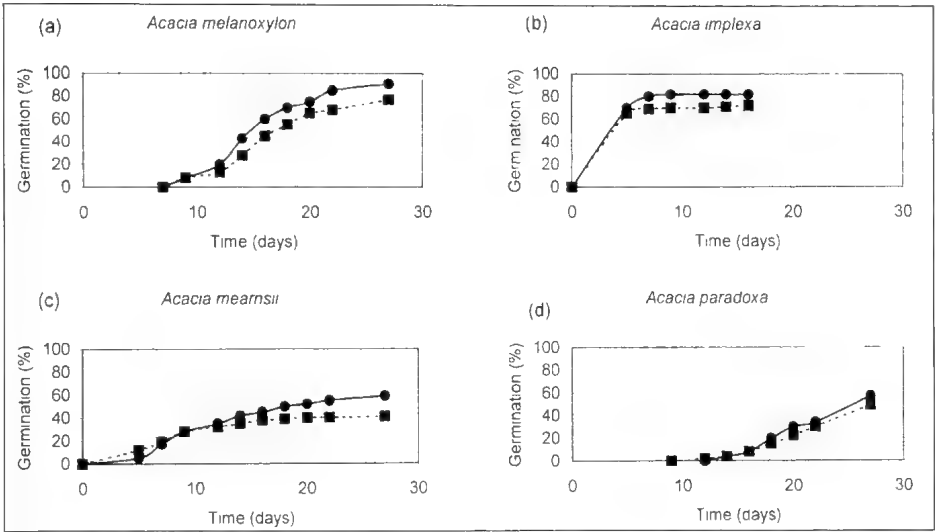 (a) Acacia melanoxylon
Germination (%)
100
80
60
40
20
0
0 10 20 30
Time (days)
(b) Acacia implexa
Germination (%)
100
80
60
40
20
0
0 10 20 30
Time (days)
(c) Acacia mearnsii
Germination (%)
100
80
60
40
20
0
0 10 20 30
Time (days)
(d) Acacia paradoxa
Germination (%)
100
80
60
40
20
0
0 10 20 30
Time (days)